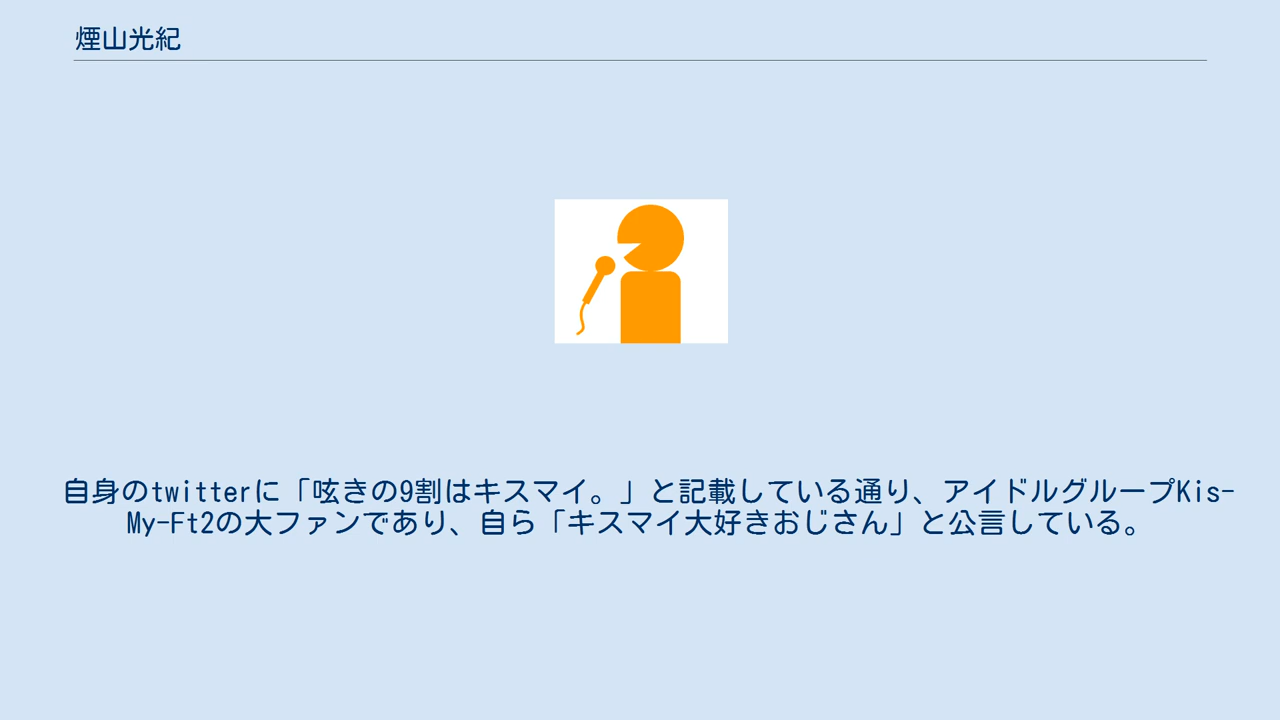 煙山光紀
自身のtwitterに「呟きの9割はキスマイ。」と記載している通り、アイドルグループKis-
My-Ft2の大ファンであり、自ら「キスマイ大好きおじさん」と公言している。